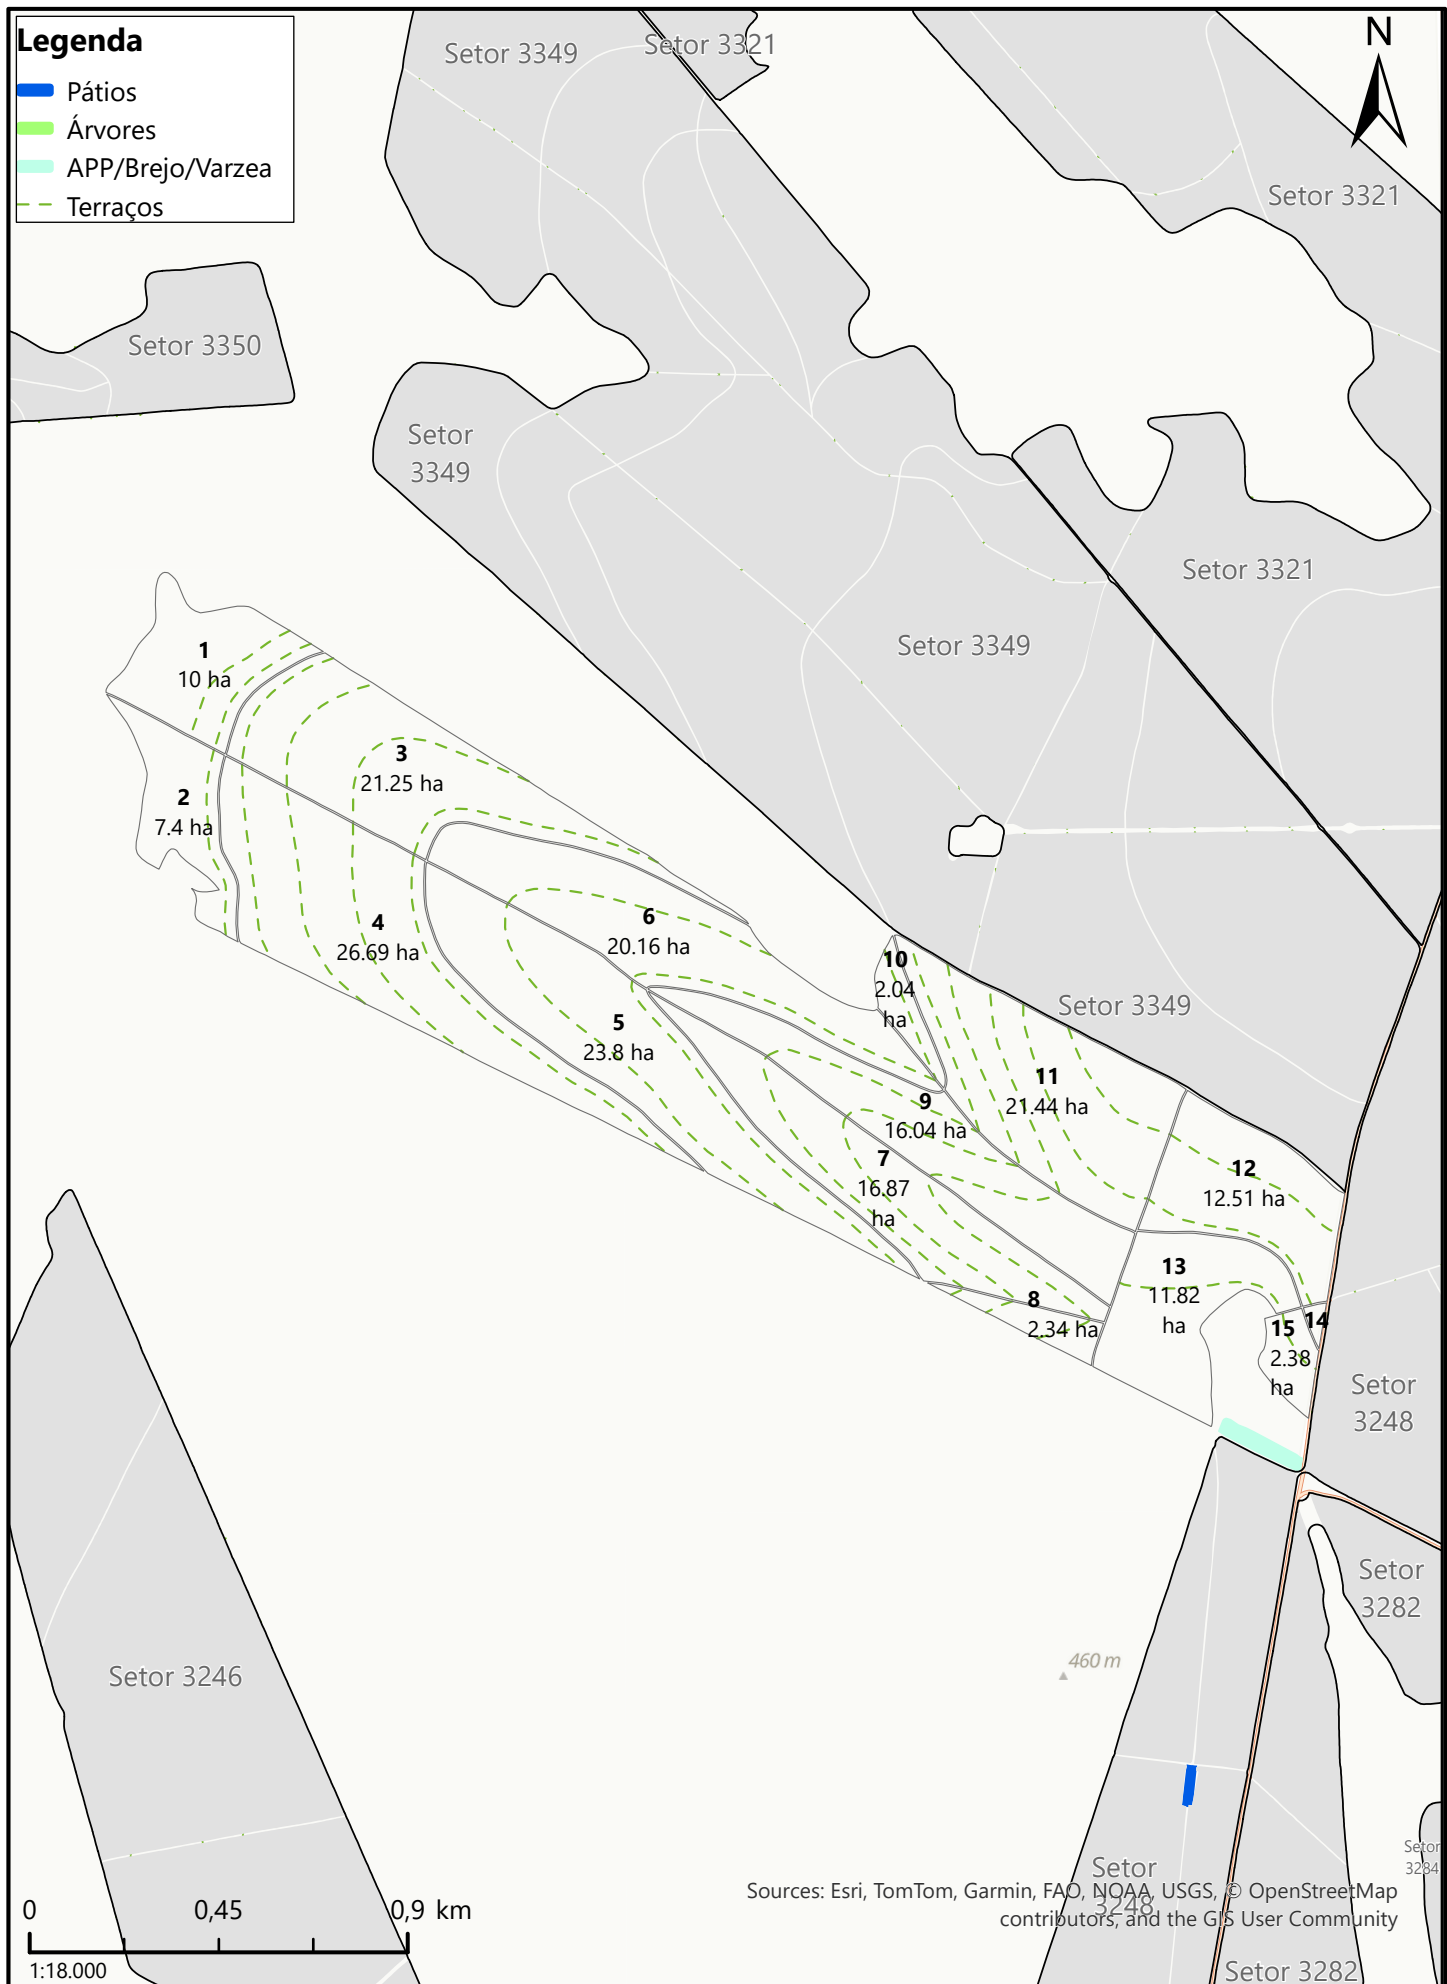 Legenda
Pátios
Árvores
APP/Brejo/Varzea
Terraços
N
Setor 3349
Setor 3321
Setor 3321
Setor 3350
Setor
3349
Setor 3321
Setor 3349
1
10 ha
3
21.25 ha
2
7.4 ha
4
26.69 ha
6
20.16 ha
10
2.04
ha
Setor 3349
5
23.8 ha
11
21.44 ha
9
16.04 ha
7
16.87
ha
12
12.51 ha
13
11.82
ha
8
2.34 ha
14
15
2.38
ha
Setor
3248
Setor
3282
460 m
Setor 3246
Setor
3284
Setor
3248
Sources: Esri, TomTom, Garmin, FAO, NOAA, USGS, © OpenStreetMap
contributors, and the GIS User Community
0 0,45 0,9 km
1:18.000
Setor 3282